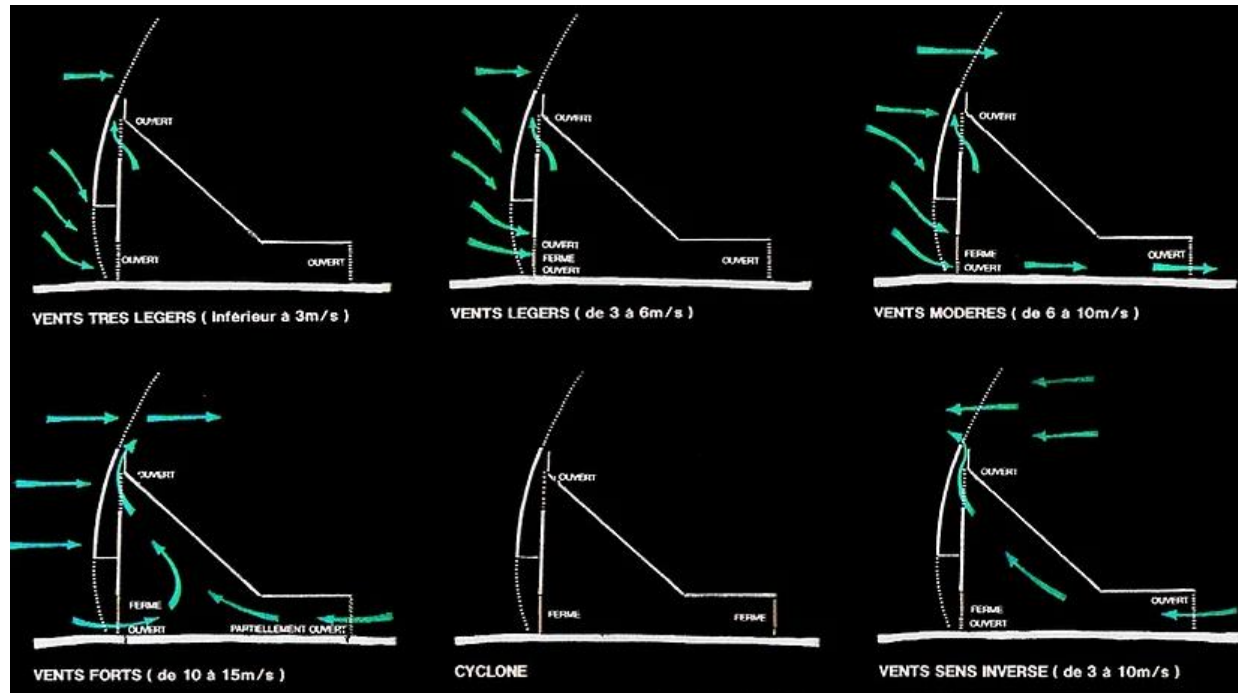 OUVERT
OUVERT
OUVERT
VENTS TRES LEGERS ( Inférieur à 3m/s )
OUVERT
OUVERT
FERME
OUVERT
OUVERT
VENTS LEGERS ( de 3 à 6m/s )
OUVERT
FERME
OUVERT
OUVERT
VENTS MODERES ( de 6 à 10m/s )
OUVERT
FERME
OUVERT
PARTIELLEMENT OUVERT
VENTS FORTS ( de 10 à 15m/s )
OUVERT
FERME
FERME
CYCLONE
OUVERT
OUVERT
FERME
OUVERT
VENTS SENS INVERSE ( de 3 à 10m/s )